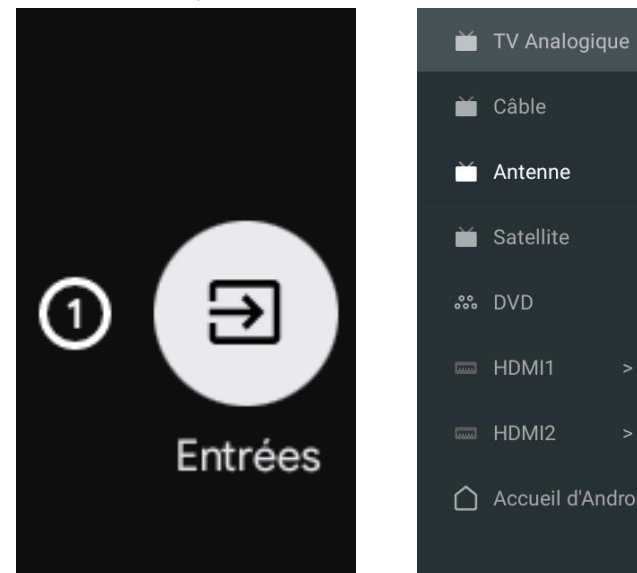 1
Entrées
TV Analogique
Câble
Antenne
Satellite
DVD
HDMI1 >
HDMI2 >
Accueil d'Andro